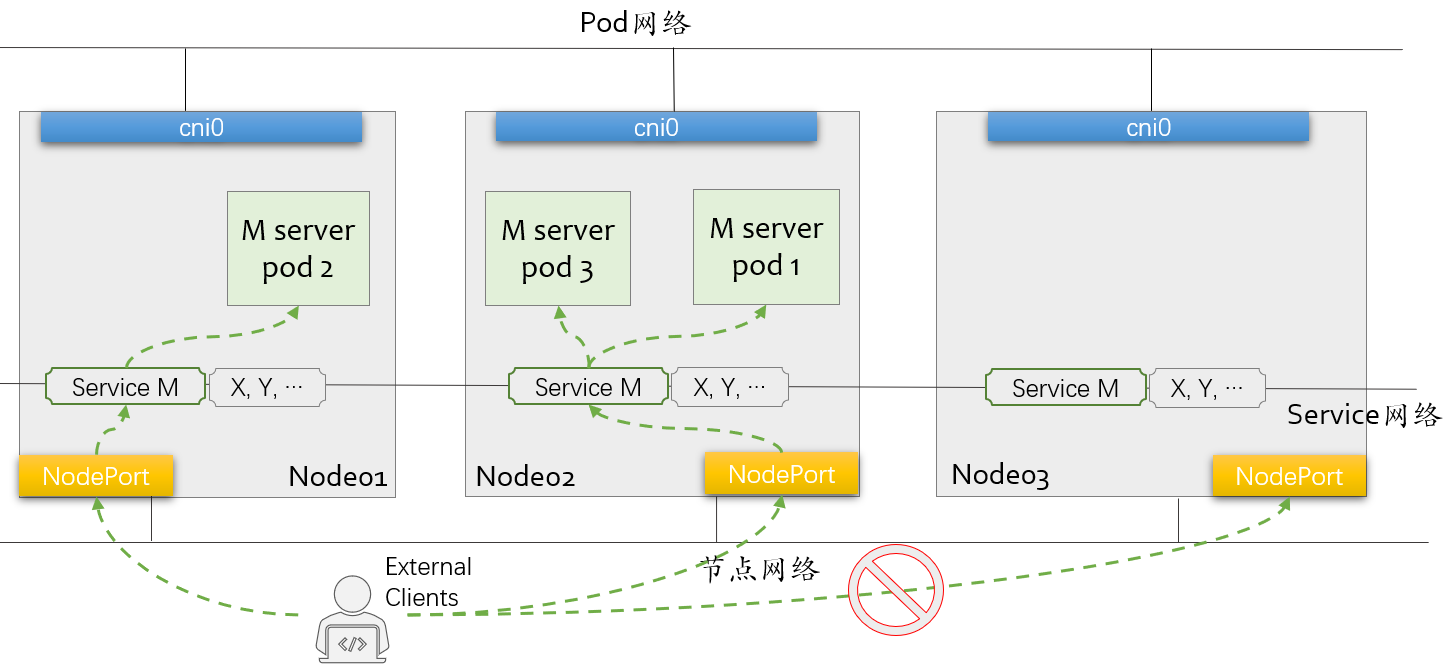 Pod网络
cni0
cni0
cni0
M server
pod 2
M server
pod 3
M server
pod 1
Service M
X, Y, ···
Service M
X, Y, ···
Service M
X, Y, ···
Service网络
NodePort
Node01
Node02
NodePort
Node03
NodePort
External
Clients
节点网络
</>